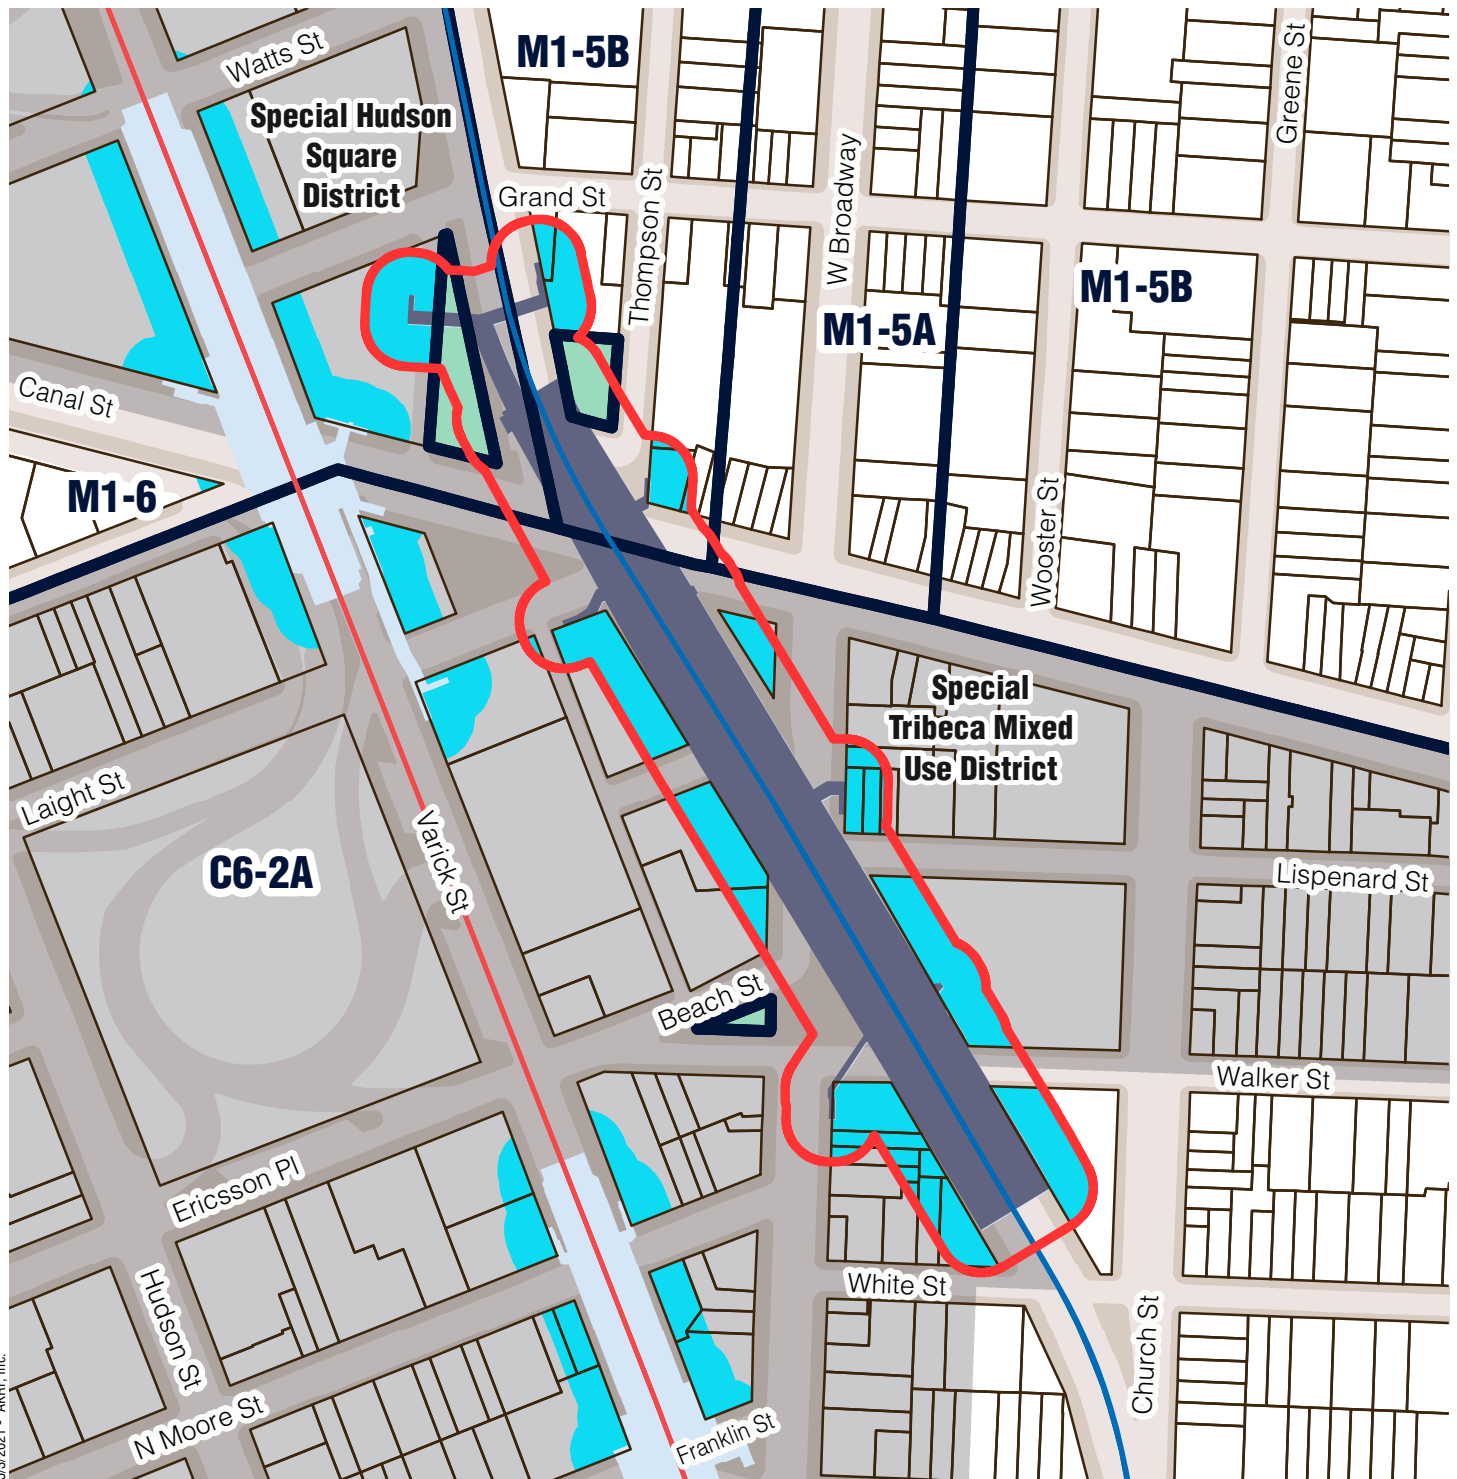 Watts St
M1-5B
Greene St
Special Hudson
Square
District
Grand St
Thompson St
W Broadway
M1-5B
M1-5A
Canal St
M1-6
Wooster St
Special
Tribeca Mixed
Use District
Laight St
Varick St
C6-2A
Lispenard St
Beach St
Walker St
Ericsson Pl
Hudson St
White St
Church St
N Moore St
Franklin St